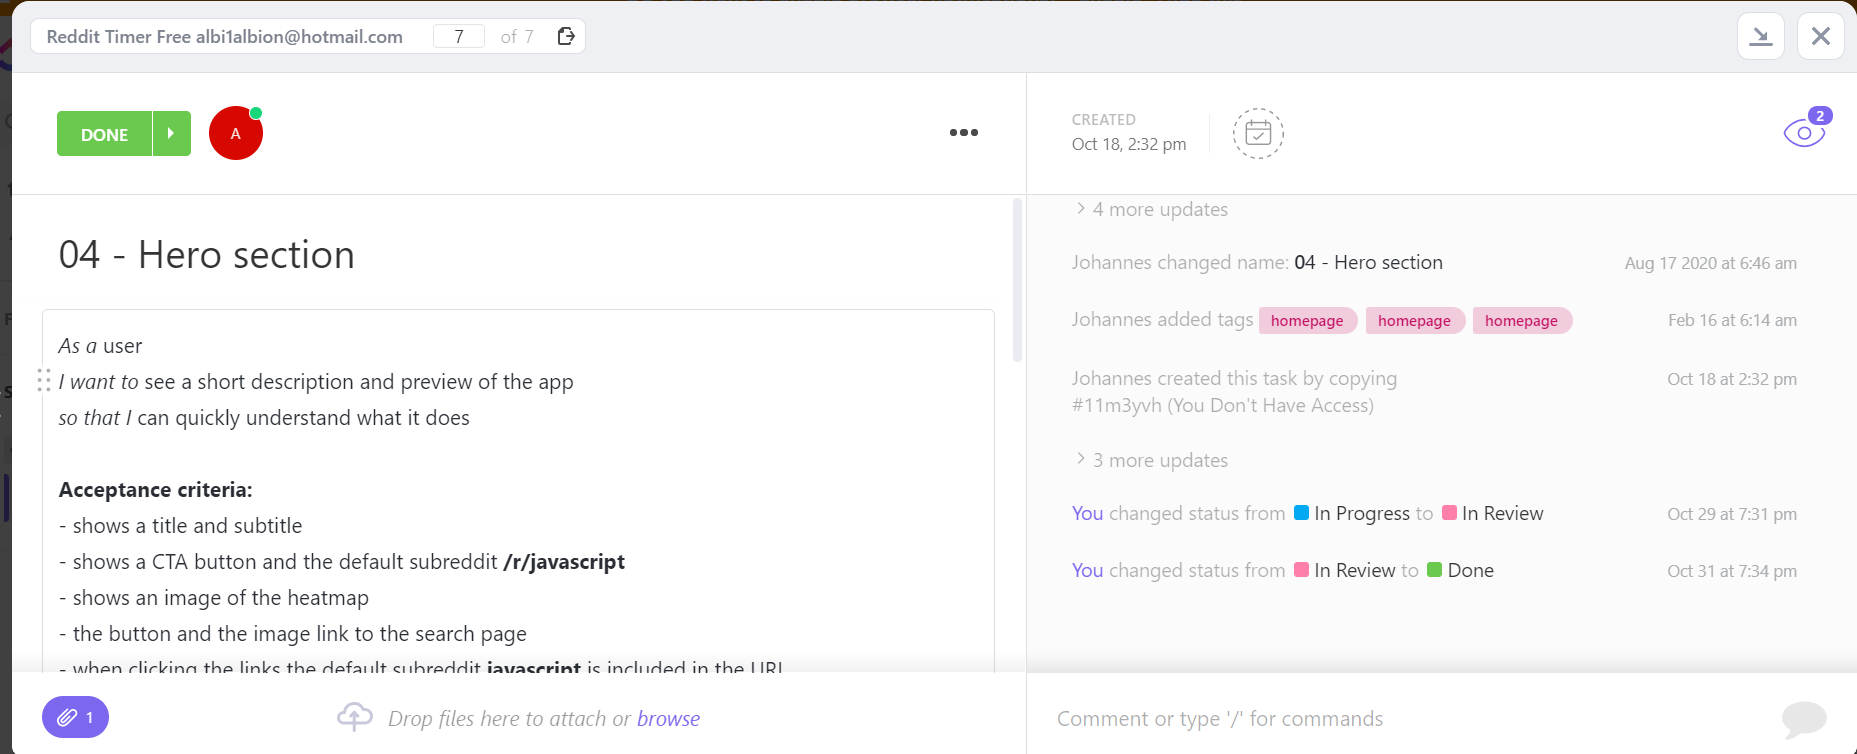 Reddit Timer Free albi1albion@hotmail.com 7 of 7
DONE
A
04 - Hero section
As a user
I want to see a short description and preview of the app
so that I can quickly understand what it does
Acceptance criteria:
- shows a title and subtitle
- shows a CTA button and the default subreddit /r/javascript
- shows an image of the heatmap
- the button and the image link to the search page
- when clicking the links the default subreddit javascript is included in the URL
1
Drop files here to attach or browse
CREATED
Oct 18, 2:32 pm
2
4 more updates
Johannes changed name: 04 - Hero section Aug 17 2020 at 6:46 am
Johannes added tags homepage homepage homepage Feb 16 at 6:14 am
Johannes created this task by copying Oct 18 at 2:32 pm
#11m3yvh (You Don't Have Access)
3 more updates
You changed status from In Progress to In Review Oct 29 at 7:31 pm
You changed status from In Review to Done Oct 31 at 7:34 pm
Comment or type '/' for commands